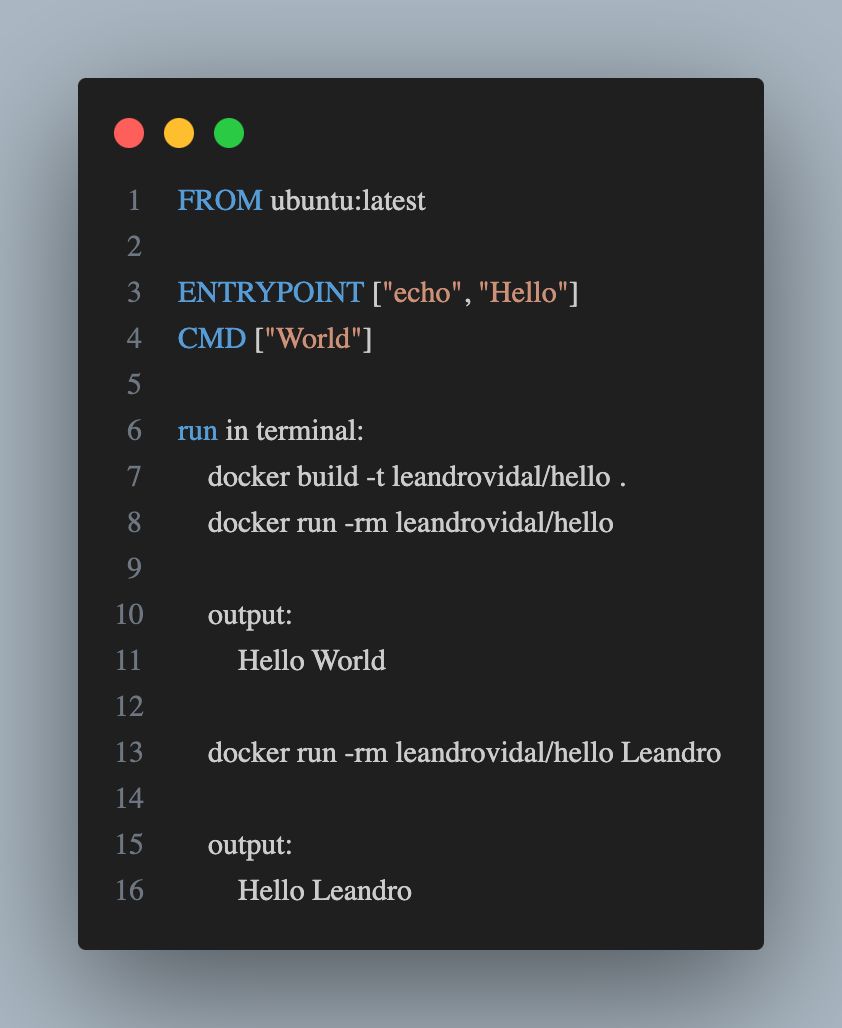 1 FROM ubuntu:latest
2
3 ENTRYPOINT ["echo", "Hello"]
4 CMD ["World"]
5
6 run in terminal:
7 docker build -t leandrovidal/hello .
8 docker run -rm leandrovidal/hello
9
10 output:
11 Hello World
12
13 docker run -rm leandrovidal/hello Leandro
14
15 output:
16 Hello Leandro